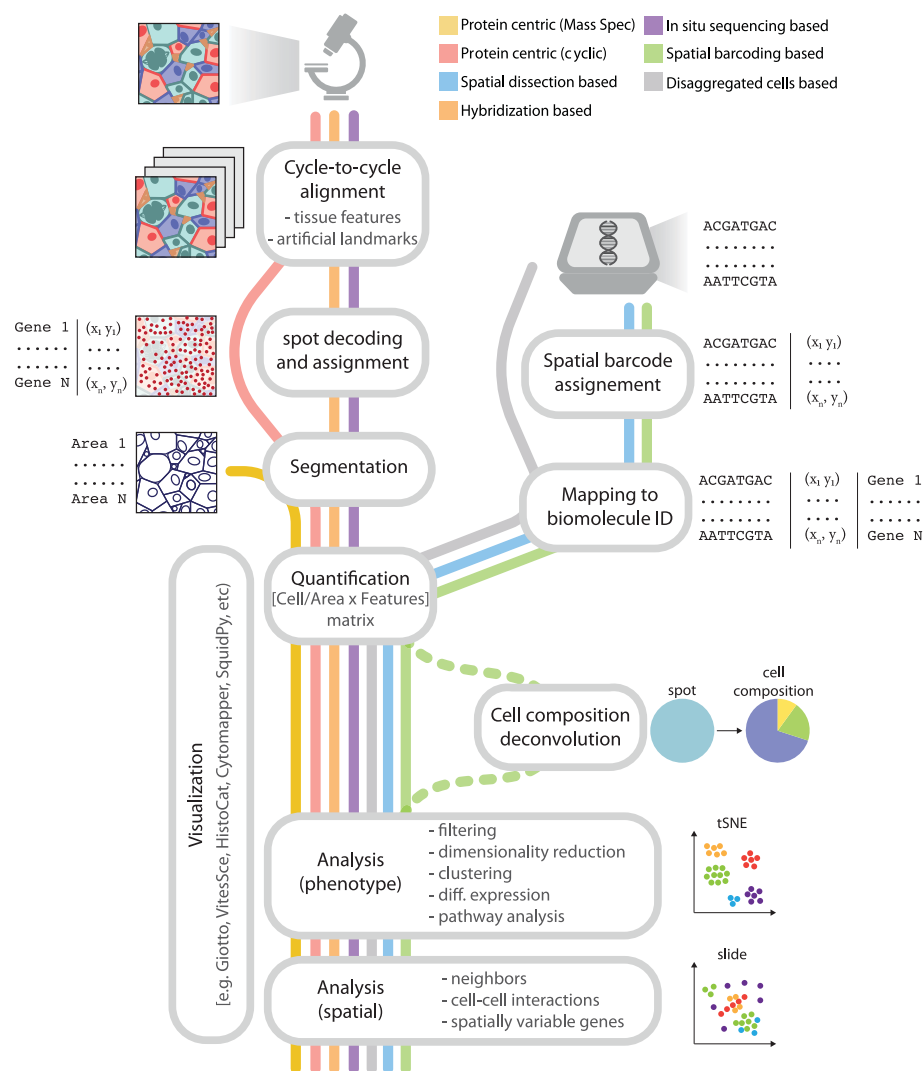 Protein centric (Mass Spec)
Protein centric (cyclic)
Spatial dissection based
Hybridization based
In situ sequencing based
Spatial barcoding based
Disaggregated cells based
Cycle-to-cycle
alignment
- tissue features
- artificial landmarks
ACGATGAC
........
........
AATTCGTA
Gene 1 (x₁ y₁)
...... ....
...... ....
Gene N (xₙ, yₙ)
spot decoding
and assignment
Spatial barcode
assignement
ACGATGAC (x₁ y₁)
........ ....
........ ....
AATTCGTA (xₙ, yₙ)
Area 1
......
......
Area N
Segmentation
Mapping to
biomolecule ID
ACGATGAC (x₁ y₁) Gene 1
........ .... ......
........ .... ......
AATTCGTA (xₙ, yₙ) Gene N
Quantification
[Cell/Area x Features]
matrix
Visualization
[e.g. Giotto, VitesSce, HistoCat, Cytomapper, SquidPy, etc)
Cell composition
deconvolution
spot
cell
composition
Analysis
(phenotype)
- filtering
- dimensionality reduction
- clustering
- diff. expression
- pathway analysis
tSNE
Analysis
(spatial)
- neighbors
- cell-cell interactions
- spatially variable genes
slide